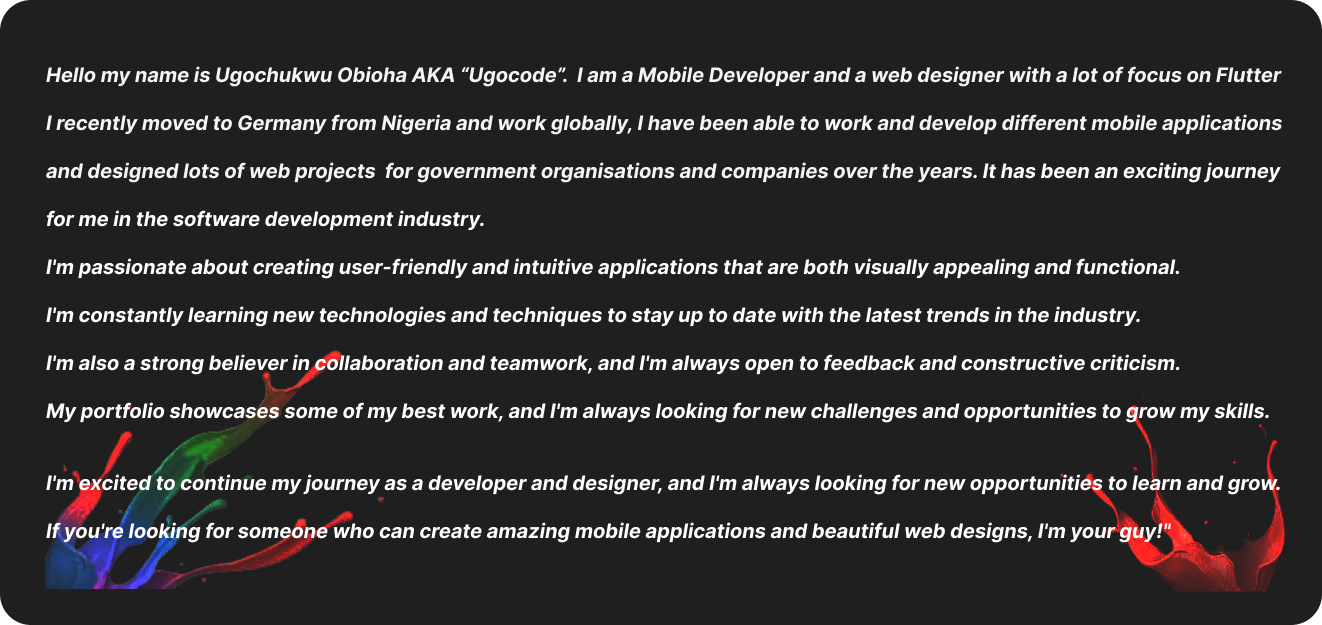 Hello my name is Ugochukwu Obioha AKA “Ugocode”.  I am a Mobile Developer and a web designer with a lot of focus on Flutter
I recently moved to Germany from Nigeria and work globally, I have been able to work and develop different mobile applications
and designed lots of web projects  for government organisations and companies over the years. It has been an exciting journey
for me in the software development industry.
I'm passionate about creating user-friendly and intuitive applications that are both visually appealing and functional.
I'm constantly learning new technologies and techniques to stay up to date with the latest trends in the industry.
I'm also a strong believer in collaboration and teamwork, and I'm always open to feedback and constructive criticism.
My portfolio showcases some of my best work, and I'm always looking for new challenges and opportunities to grow my skills.
I'm excited to continue my journey as a developer and designer, and I'm always looking for new opportunities to learn and grow.
If you're looking for someone who can create amazing mobile applications and beautiful web designs, I'm your guy!"